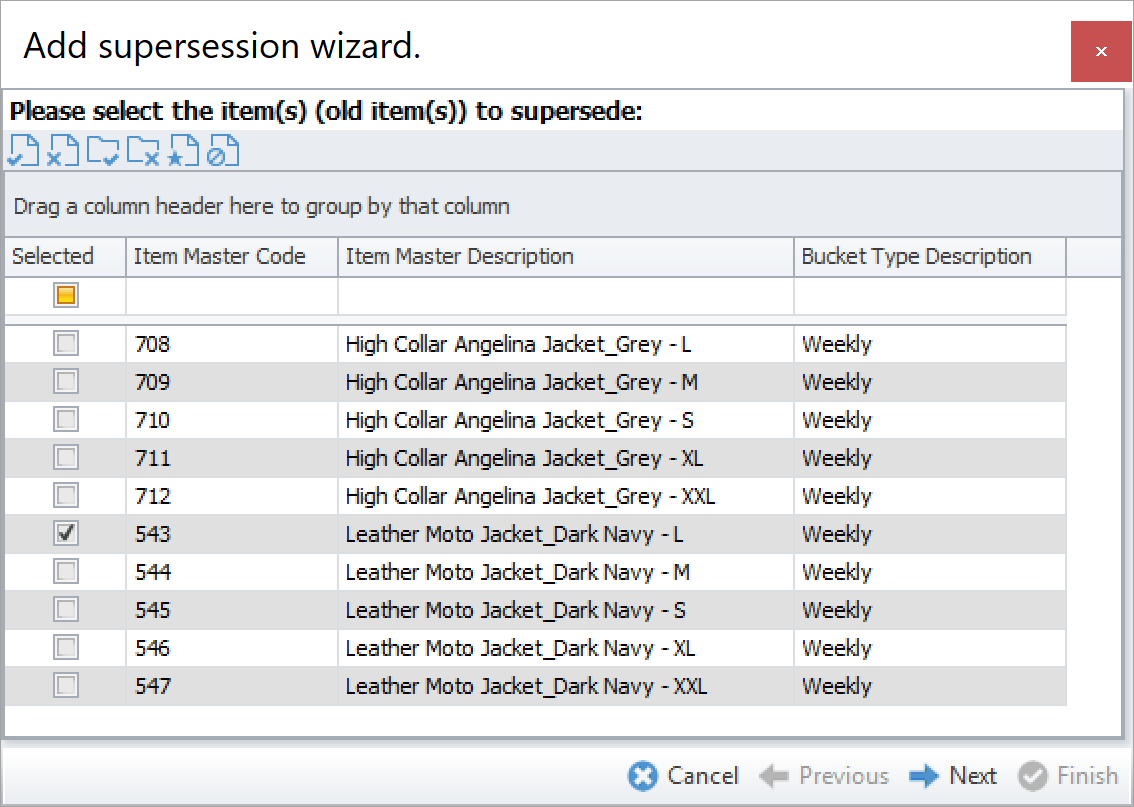 Add supersession wizard.
Please select the item(s) (old item(s)) to supersede:
Drag a column header here to group by that column
Selected Item Master Code Item Master Description Bucket Type Description
708 High Collar Angelina Jacket_Grey - L Weekly
709 High Collar Angelina Jacket_Grey - M Weekly
710 High Collar Angelina Jacket_Grey - S Weekly
711 High Collar Angelina Jacket_Grey - XL Weekly
712 High Collar Angelina Jacket_Grey - XXL Weekly
543 Leather Moto Jacket_Dark Navy - L Weekly
544 Leather Moto Jacket_Dark Navy - M Weekly
545 Leather Moto Jacket_Dark Navy - S Weekly
546 Leather Moto Jacket_Dark Navy - XL Weekly
547 Leather Moto Jacket_Dark Navy - XXL Weekly
Cancel Previous Next Finish